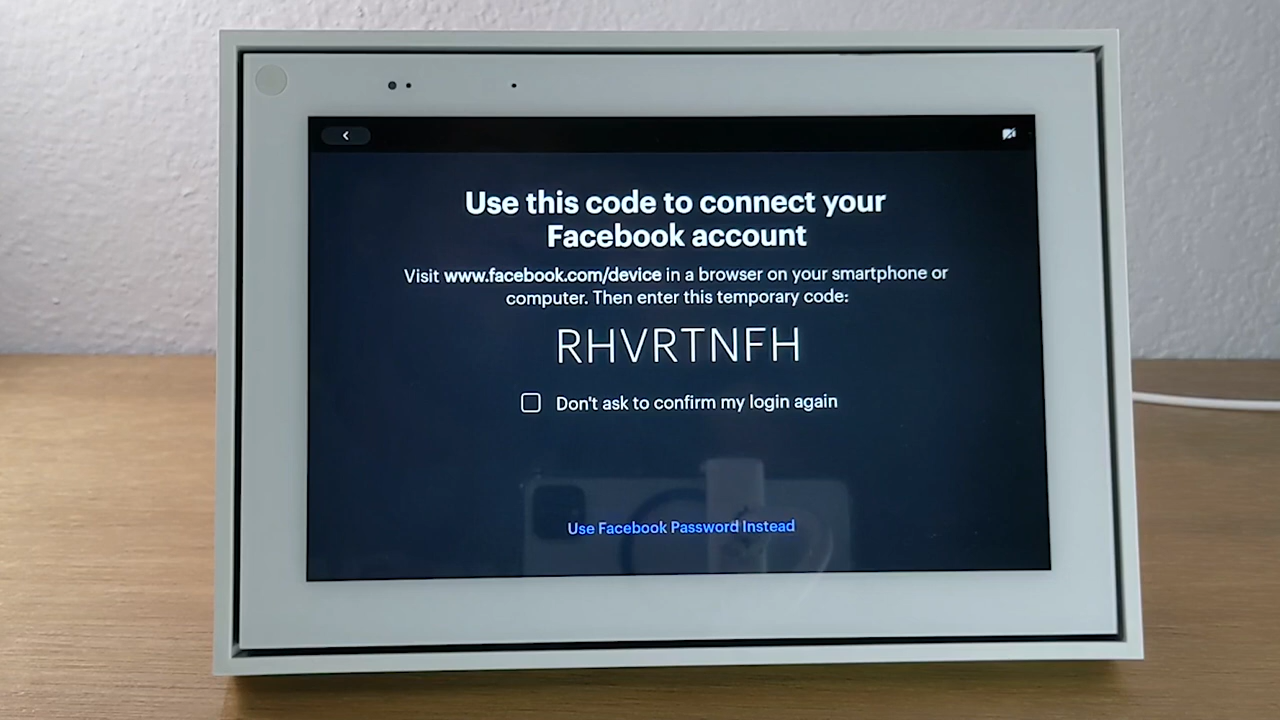 Use this code to connect your
Facebook account
Visit www.facebook.com/device in a browser on your smartphone or
computer. Then enter this temporary code:
RHVRTNFH
Don't ask to confirm my login again
Use Facebook Password Instead